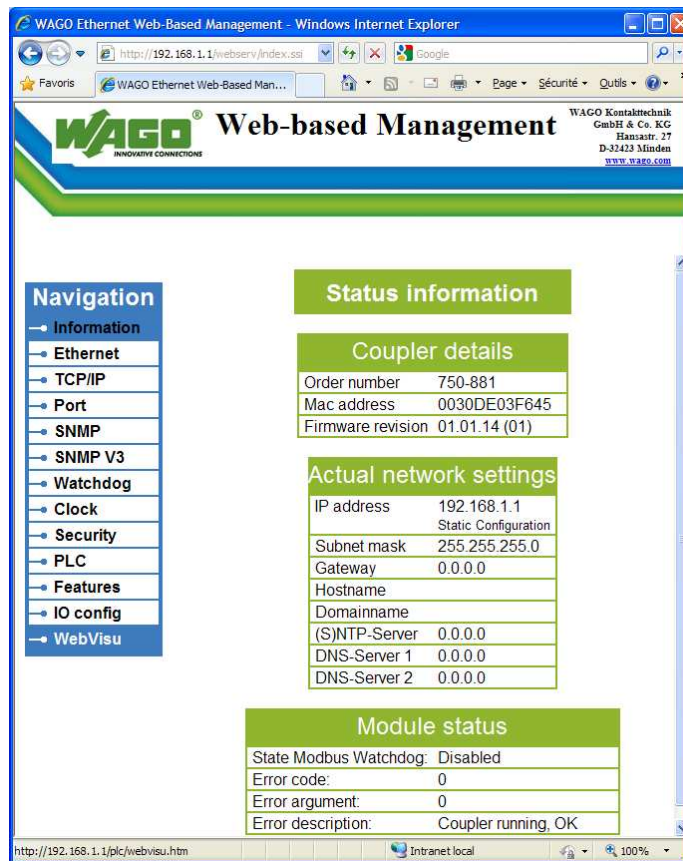 WAGO Ethernet Web-Based Management - Windows Internet Explorer
http://192.168.1.1/webserv/index.ssi
Google
Favoris
WAGO Ethernet Web-Based Man...
Page
Sécurité
Outils
WAGO®
INNOVATIVE CONNECTIONS
Web-based Management
WAGO Kontakttechnik
GmbH & Co. KG
Hansastr. 27
D-32423 Minden
www.wago.com
Navigation
Information
Ethernet
TCP/IP
Port
SNMP
SNMP V3
Watchdog
Clock
Security
PLC
Features
IO config
WebVisu
Status information
Coupler details
Order number 750-881
Mac address 0030DE03F645
Firmware revision 01.01.14 (01)
Actual network settings
IP address 192.168.1.1
Static Configuration
Subnet mask 255.255.255.0
Gateway 0.0.0.0
Hostname
Domainname
(S)NTP-Server 0.0.0.0
DNS-Server 1 0.0.0.0
DNS-Server 2 0.0.0.0
Module status
State Modbus Watchdog: Disabled
Error code: 0
Error argument: 0
Error description: Coupler running, OK
http://192.168.1.1/plc/webvisu.htm
Intranet local
100%